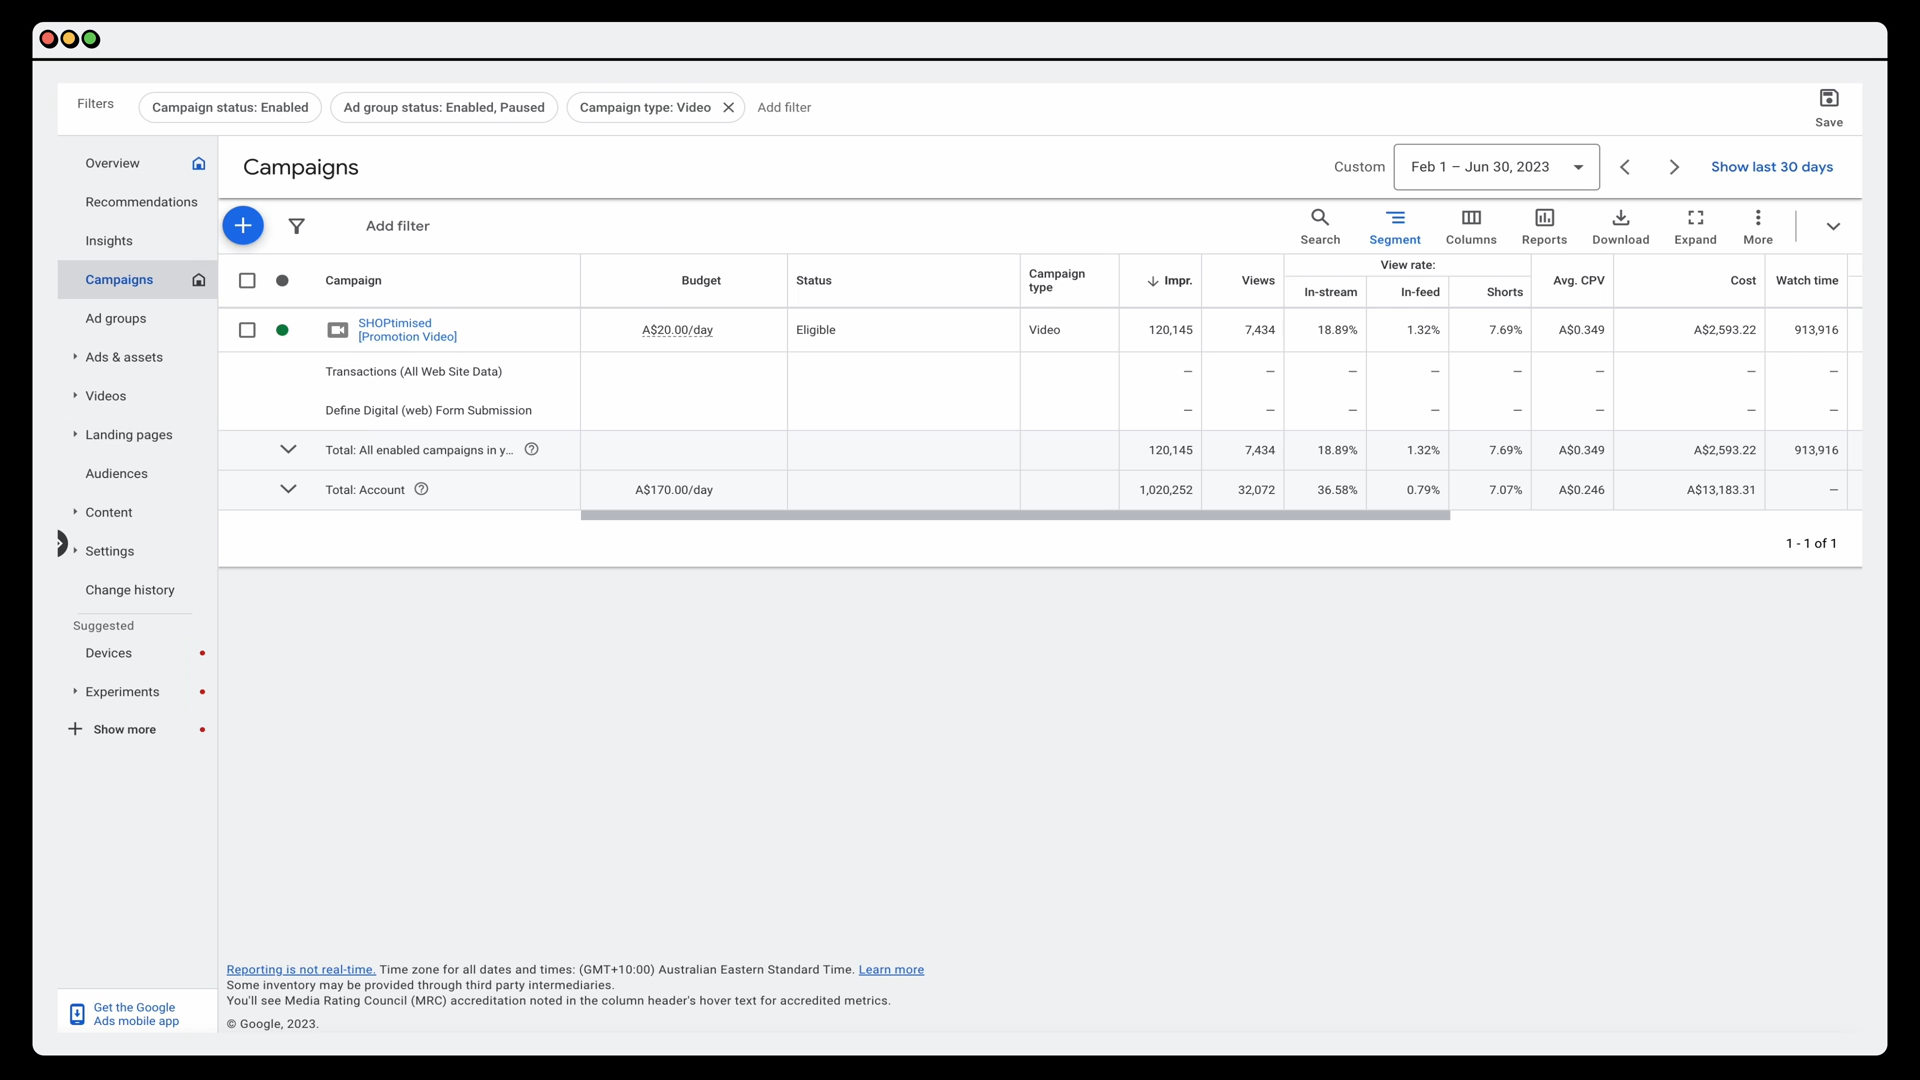 Filters
Campaign status: Enabled
Ad group status: Enabled, Paused
Campaign type: Video
Add filter
Save
Overview
Recommendations
Insights
Campaigns
Ad groups
Ads & assets
Videos
Landing pages
Audiences
Content
Settings
Change history
Suggested
Devices
Experiments
Show more
Get the Google
Ads mobile app
Campaigns
Custom
Feb 1 – Jun 30, 2023
Show last 30 days
Add filter
Search
Segment
Columns
Reports
Download
Expand
More
Campaign Budget Status Campaign type Impr. Views View rate: In-stream In-feed Shorts Avg. CPV Cost Watch time
SHOPtimised
[Promotion Video]
A$20.00/day Eligible Video 120,145 7,434 18.89% 1.32% 7.69% A$0.349 A$2,593.22 913,916
Transactions (All Web Site Data) – – – – – – – –
Define Digital (web) Form Submission – – – – – – – –
Total: All enabled campaigns in y... 120,145 7,434 18.89% 1.32% 7.69% A$0.349 A$2,593.22 913,916
Total: Account A$170.00/day 1,020,252 32,072 36.58% 0.79% 7.07% A$0.246 A$13,183.31 –
1 - 1 of 1
Reporting is not real-time. Time zone for all dates and times: (GMT+10:00) Australian Eastern Standard Time. Learn more
Some inventory may be provided through third party intermediaries.
You'll see Media Rating Council (MRC) accreditation noted in the column header's hover text for accredited metrics.
© Google, 2023.